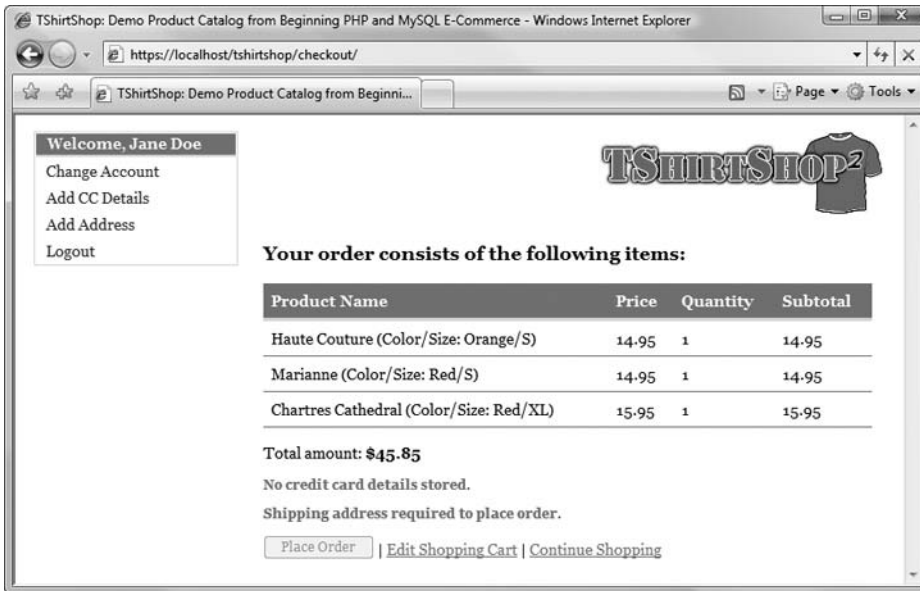 TShirtShop: Demo Product Catalog from Beginning PHP and MySQL E-Commerce - Windows Internet Explorer
https://localhost/tshirtshop/checkout/
TShirtShop: Demo Product Catalog from Beginni...
Page
Tools
Welcome, Jane Doe
Change Account
Add CC Details
Add Address
Logout
TShirtShop2
Your order consists of the following items:
Product Name Price Quantity Subtotal
Haute Couture (Color/Size: Orange/S) 14.95 1 14.95
Marianne (Color/Size: Red/S) 14.95 1 14.95
Chartres Cathedral (Color/Size: Red/XL) 15.95 1 15.95
Total amount: $45.85
No credit card details stored.
Shipping address required to place order.
Place Order | Edit Shopping Cart | Continue Shopping